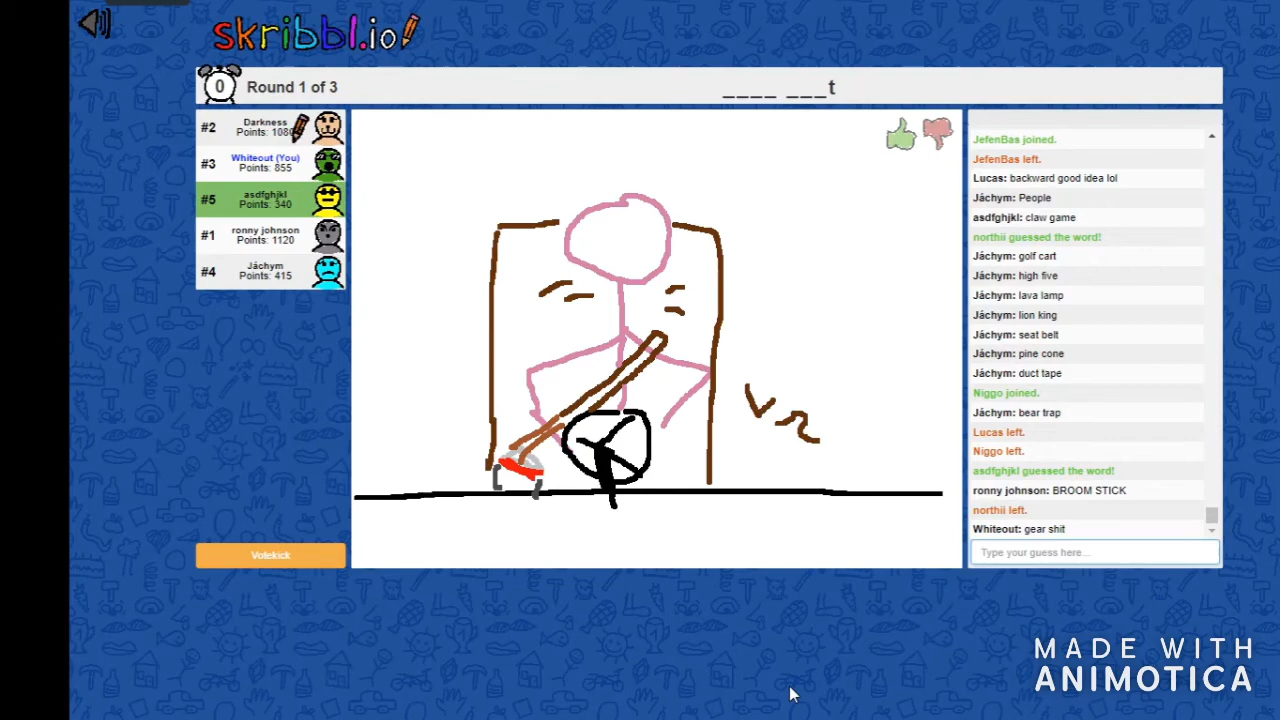 skribbl.io
0 Round 1 of 3 ____ ___t
#2 Darkness
Points: 1080
#3 Whiteout (You)
Points: 855
#5 asdfghjkl
Points: 340
#1 ronny johnson
Points: 1120
#4 Jáchym
Points: 415
Votekick
JefenBas joined.
JefenBas left.
Lucas: backward good idea lol
Jáchym: People
asdfghjkl: claw game
northii guessed the word!
Jáchym: golf cart
Jáchym: high five
Jáchym: lava lamp
Jáchym: lion king
Jáchym: seat belt
Jáchym: pine cone
Jáchym: duct tape
Niggo joined.
Jáchym: bear trap
Lucas left.
Niggo left.
asdfghjkl guessed the word!
ronny johnson: BROOM STICK
northii left.
Whiteout: gear shit
Type your guess here...
MADE WITH
ANIMOTICA